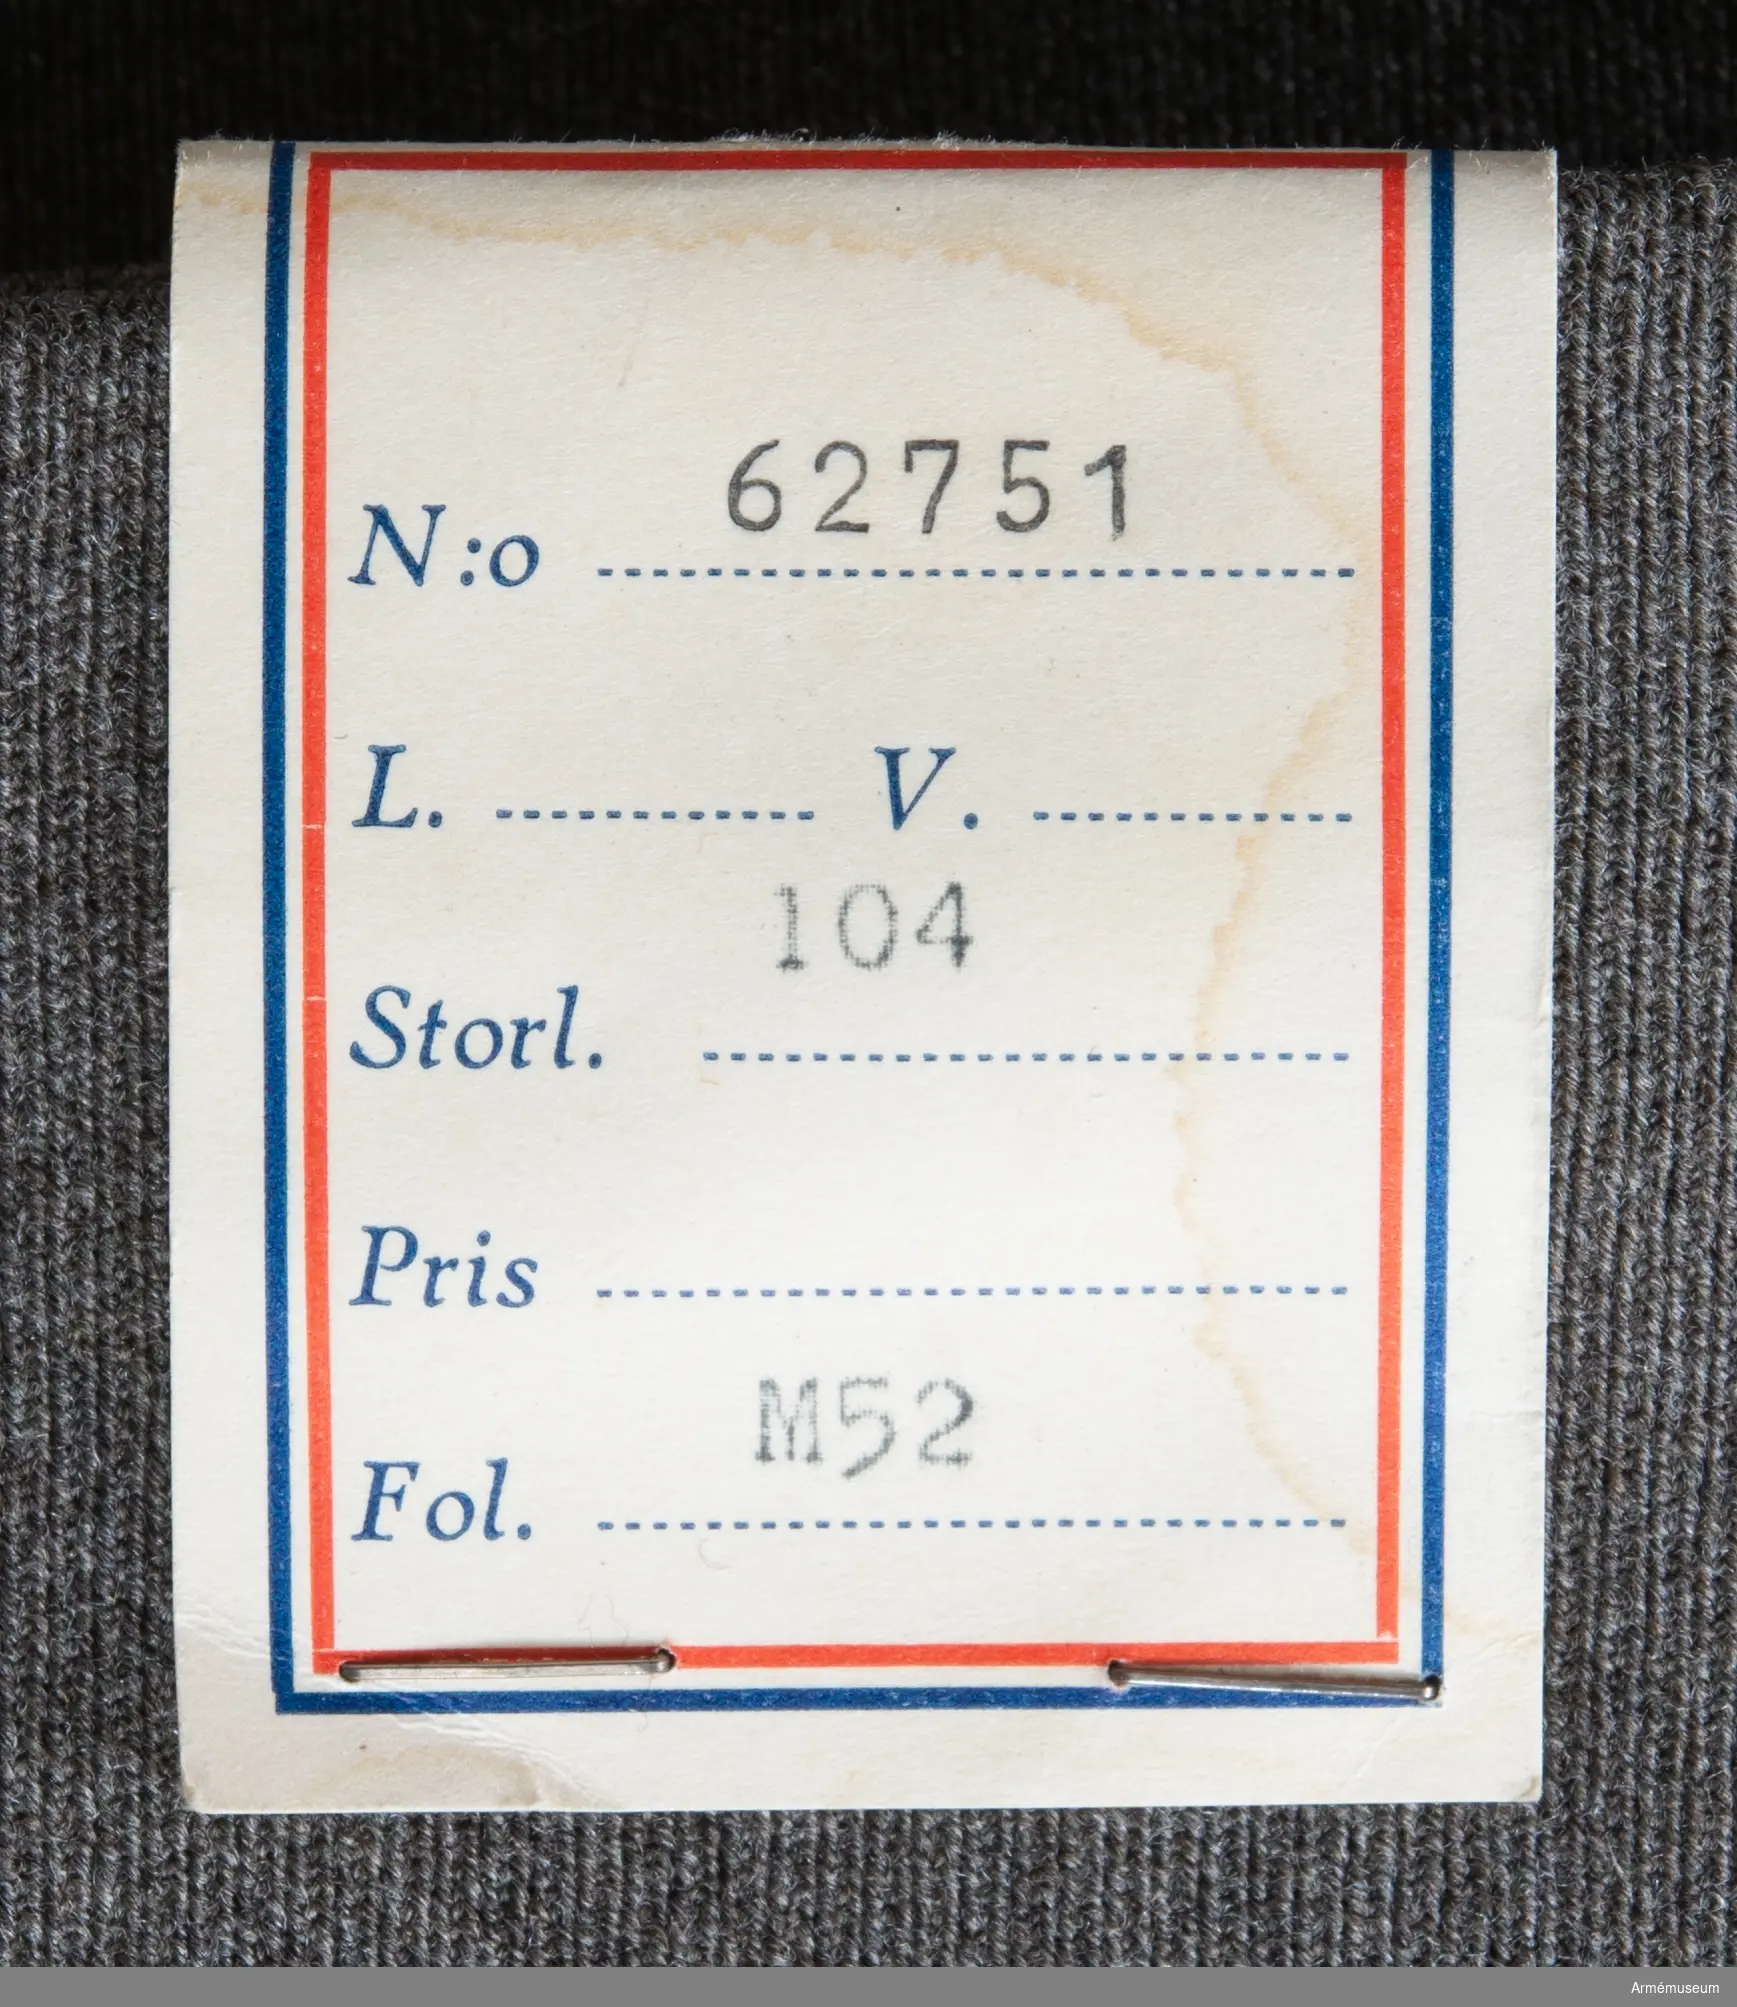 N:o 62751
L. V.
Storl. 104
Pris
Fol. M52
Armémuseum